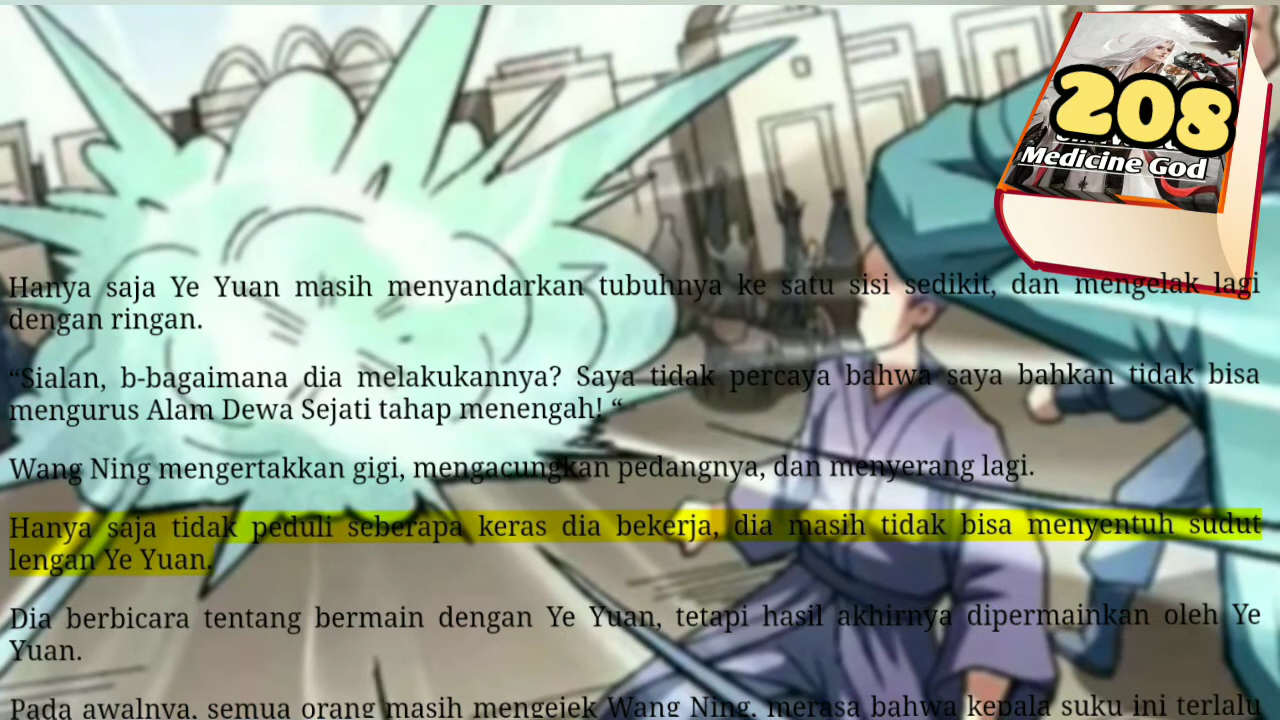 208
Medicine God
Hanya saja Ye Yuan masih menyandarkan tubuhnya ke satu sisi sedikit, dan mengelak lagi
dengan ringan.
“Sialan, b-bagaimana dia melakukannya? Saya tidak percaya bahwa saya bahkan tidak bisa
mengurus Alam Dewa Sejati tahap menengah! “
Wang Ning mengertakkan gigi, mengacungkan pedangnya, dan menyerang lagi.
Hanya saja tidak peduli seberapa keras dia bekerja, dia masih tidak bisa menyentuh sudut
lengan Ye Yuan.
Dia berbicara tentang bermain dengan Ye Yuan, tetapi hasil akhirnya dipermainkan oleh Ye
Yuan.
Pada awalnya, semua orang masih mengejek Wang Ning, merasa bahwa kepala suku ini terlalu